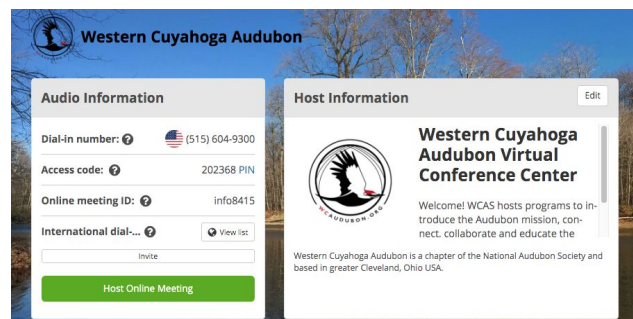 Western Cuyahoga Audubon
Audio Information
Dial-in number:
(515) 604-9300
Access code:
202368 PIN
Online meeting ID:
info8415
International dial-...
View list
Invite
Host Online Meeting
Host Information
Edit
WCAUDUBON.ORG
Western Cuyahoga
Audubon Virtual
Conference Center
Welcome! WCAS hosts programs to in-
troduce the Audubon mission, con-
nect. collaborate and educate the
Western Cuyahoga Audubon is a chapter of the National Audubon Society and
based in greater Cleveland, Ohio USA.